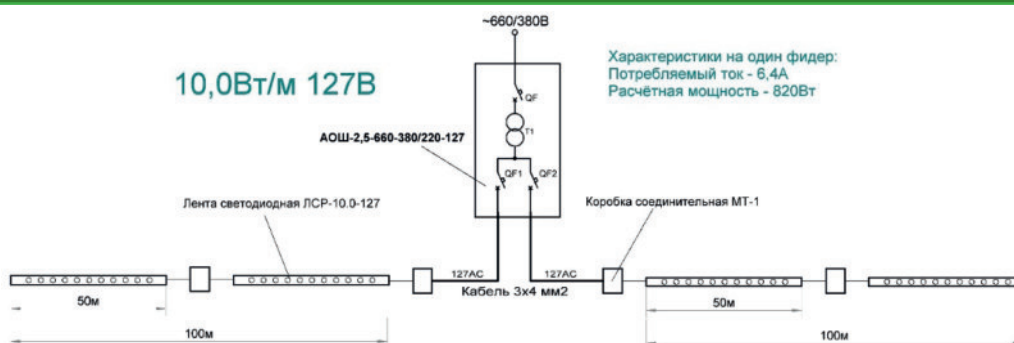 ~660/380В
10,0Вт/м 127В
Характеристики на один фидер:
Потребляемый ток - 6,4А
Расчётная мощность - 820Вт
QF
T1
АОШ-2,5-660-380/220-127
QF1
QF2
Лента светодиодная ЛСР-10.0-127
Коробка соединительная МТ-1
127AC
127AC
Кабель 3х4 мм2
50м
50м
100м
100м